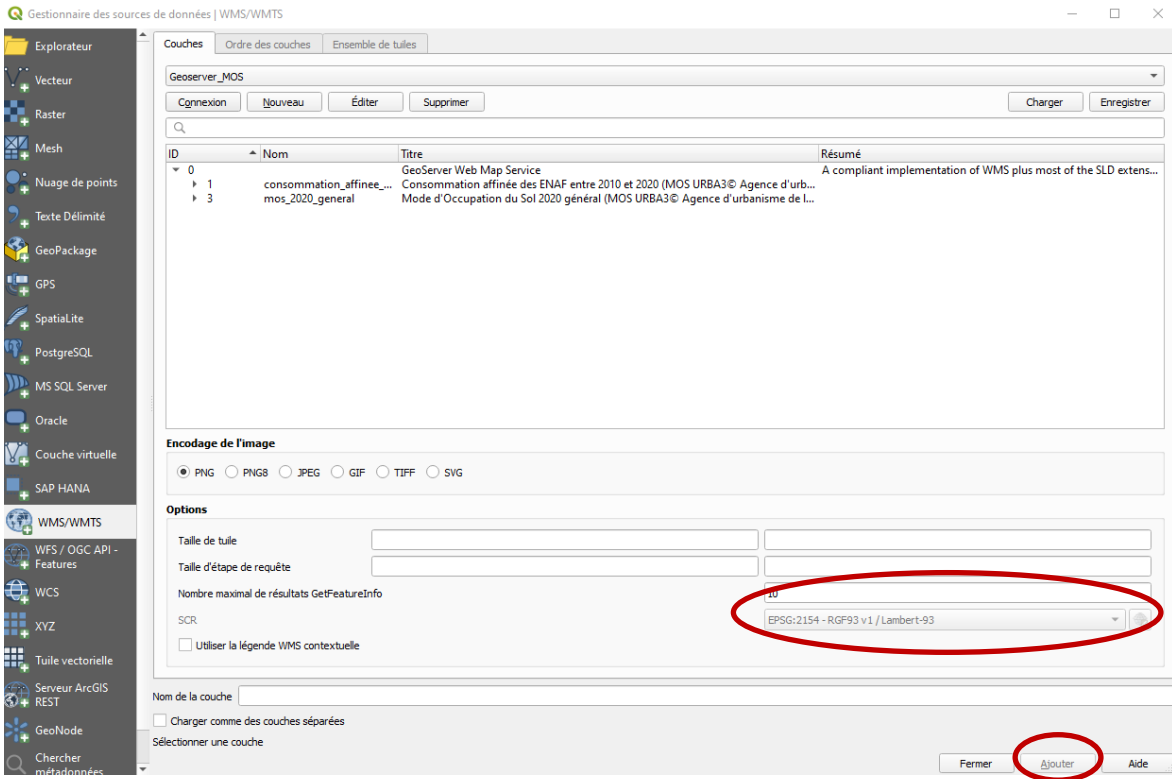 Gestionnaire des sources de données | WMS/WMTS
Explorateur
Vecteur
Raster
Mesh
Nuage de points
Texte Délimité
GeoPackage
GPS
SpatiaLite
PostgreSQL
MS SQL Server
Oracle
Couche virtuelle
SAP HANA
WMS/WMTS
WFS / OGC API -
Features
WCS
XYZ
Tuile vectorielle
Serveur ArcGIS
REST
GeoNode
Chercher
métadonnées
Couches Ordre des couches Ensemble de tuiles
Geoserver_MOS
Connexion Nouveau Éditer Supprimer Charger Enregistrer
ID Nom Titre Résumé
0 GeoServer Web Map Service A compliant implementation of WMS plus most of the SLD extens...
1 consommation_affinee_... Consommation affinée des ENAF entre 2010 et 2020 (MOS URBA3© Agence d'urb...
3 mos_2020_general Mode d'Occupation du Sol 2020 général (MOS URBA3© Agence d'urbanisme de l...
Encodage de l'image
PNG PNG8 JPEG GIF TIFF SVG
Options
Taille de tuile
Taille d'étape de requête
Nombre maximal de résultats GetFeatureInfo 10
SCR EPSG:2154 - RGF93 v1 / Lambert-93
Utiliser la légende WMS contextuelle
Nom de la couche
Charger comme des couches séparées
Sélectionner une couche
Fermer Ajouter Aide